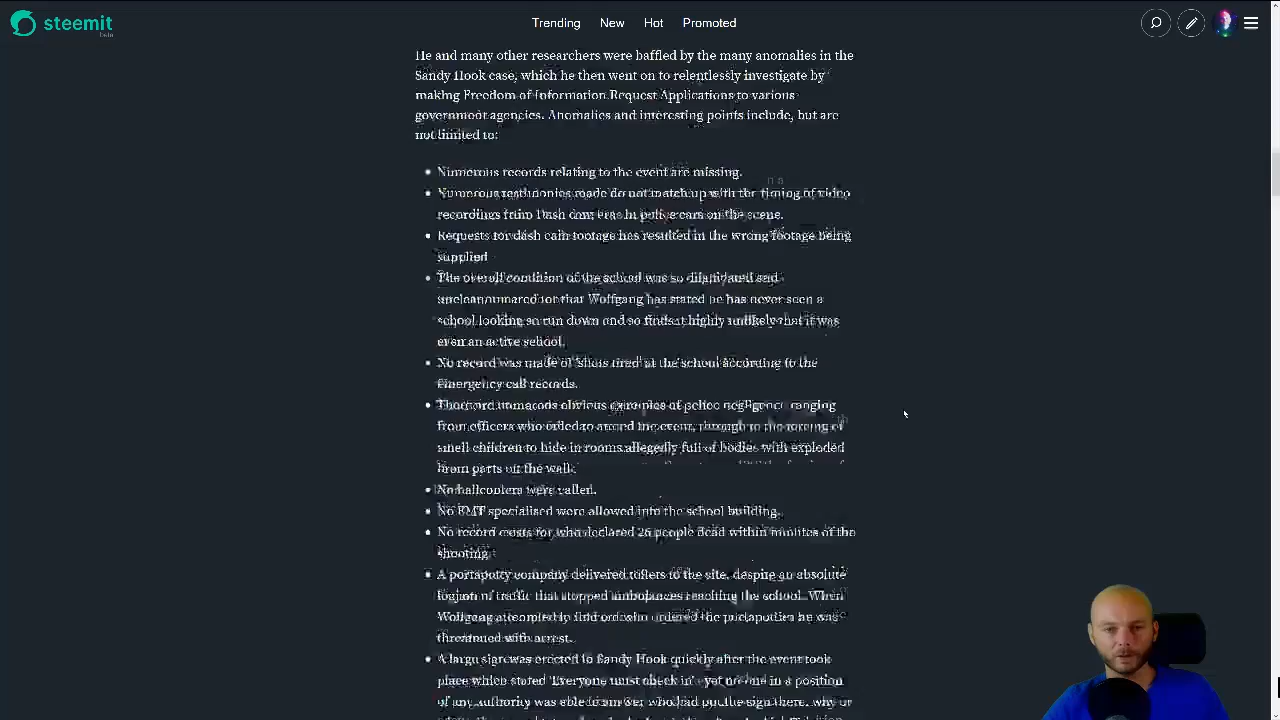 steemit
beta
Trending
New
Hot
Promoted
He and many other researchers were baffled by the many anomalies in the
Sandy Hook case, which he then went on to relentlessly investigate by
making Freedom of Information Request Applications to various
government agencies. Anomalies and interesting points include, but are
not limited to:
Numerous records relating to the event are missing.
Numerous testimonies made do not match up with the timing of video
recordings from Dash cameras in police cars on the scene.
Requests for dash cam footage has resulted in the wrong footage being
supplied
The overall condition of the school was so dilapidated and
that Wolfgang has stated he has never seen a
school looking so run down and so finds it highly unlikely that it was
even an active school.
No record was made of shots fired at the school according to the
Emergency call records.
obvious examples of police negligence ranging
from officers who failed to attend the event, through to the
small children to hide in rooms allegedly full of bodies with exploded
parts on the walk.
No were called.
No EMT specialised were allowed into the school building.
No record exists for who declared 26 people dead within minutes of the
shooting.
A portapotty company delivered toilets to the site, despite an absolute
of traffic that stopped ambulances reaching the school. When
Wolfgang attempted to find out who ordered the portapotties he was
threatened with arrest.
A large sign was erected in Sandy Hook quickly after the event took
place which stated 'Everyone must check in' - yet no-one in a position
of any authority was able to answer who had put the sign there, why or